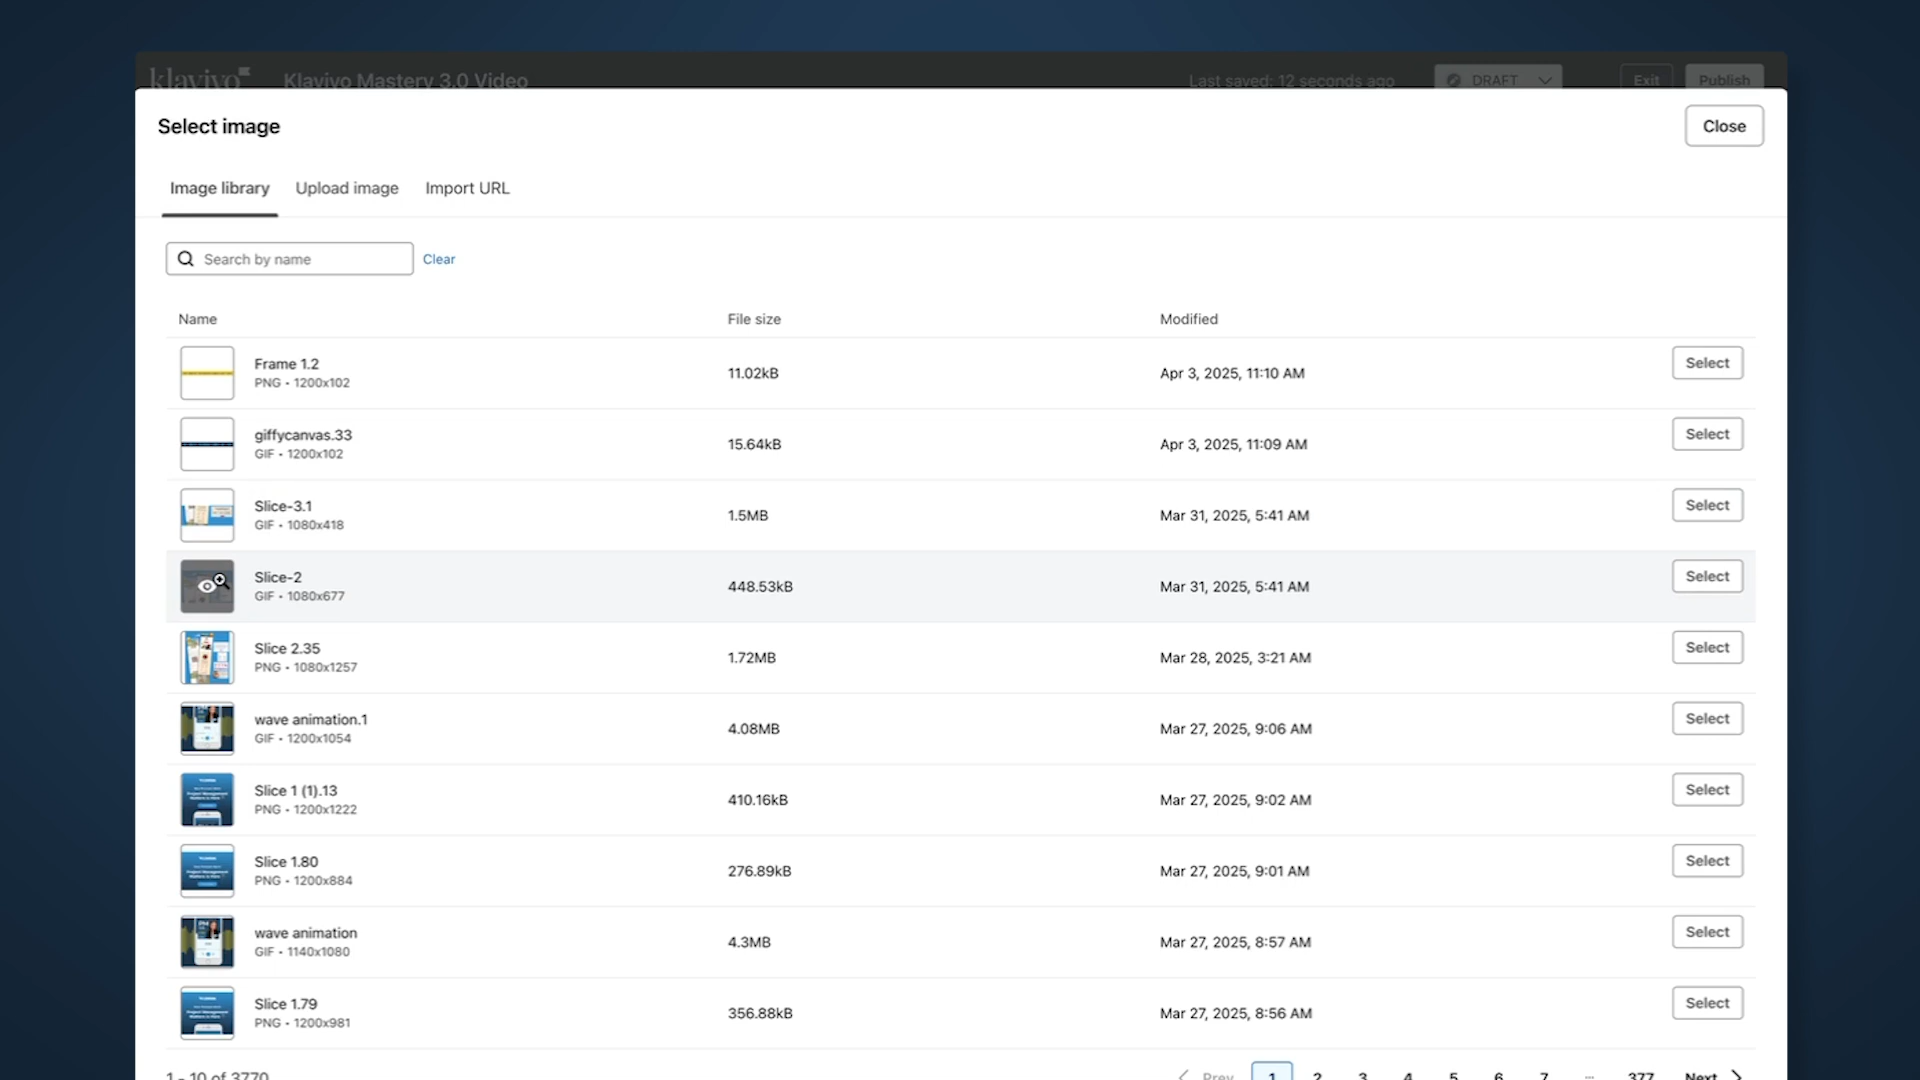 klaviyo Klaviyo Mastery 3.0 Video Last saved: 12 seconds ago DRAFT Exit Publish
Select image Close
Image library Upload image Import URL
Search by name Clear
Name File size Modified
Frame 1.2
PNG • 1200x102
11.02kB Apr 3, 2025, 11:10 AM Select
giffycanvas.33
GIF • 1200x102
15.64kB Apr 3, 2025, 11:09 AM Select
Slice-3.1
GIF • 1080x418
1.5MB Mar 31, 2025, 5:41 AM Select
Slice-2
GIF • 1080x677
448.53kB Mar 31, 2025, 5:41 AM Select
Slice 2.35
PNG • 1080x1257
1.72MB Mar 28, 2025, 3:21 AM Select
wave animation.1
GIF • 1200x1054
4.08MB Mar 27, 2025, 9:06 AM Select
Slice 1 (1).13
PNG • 1200x1222
410.16kB Mar 27, 2025, 9:02 AM Select
Slice 1.80
PNG • 1200x884
276.89kB Mar 27, 2025, 9:01 AM Select
wave animation
GIF • 1140x1080
4.3MB Mar 27, 2025, 8:57 AM Select
Slice 1.79
PNG • 1200x981
356.88kB Mar 27, 2025, 8:56 AM Select
1 - 10 of 3770 Prev 1 2 3 4 5 6 7 ... 377 Next